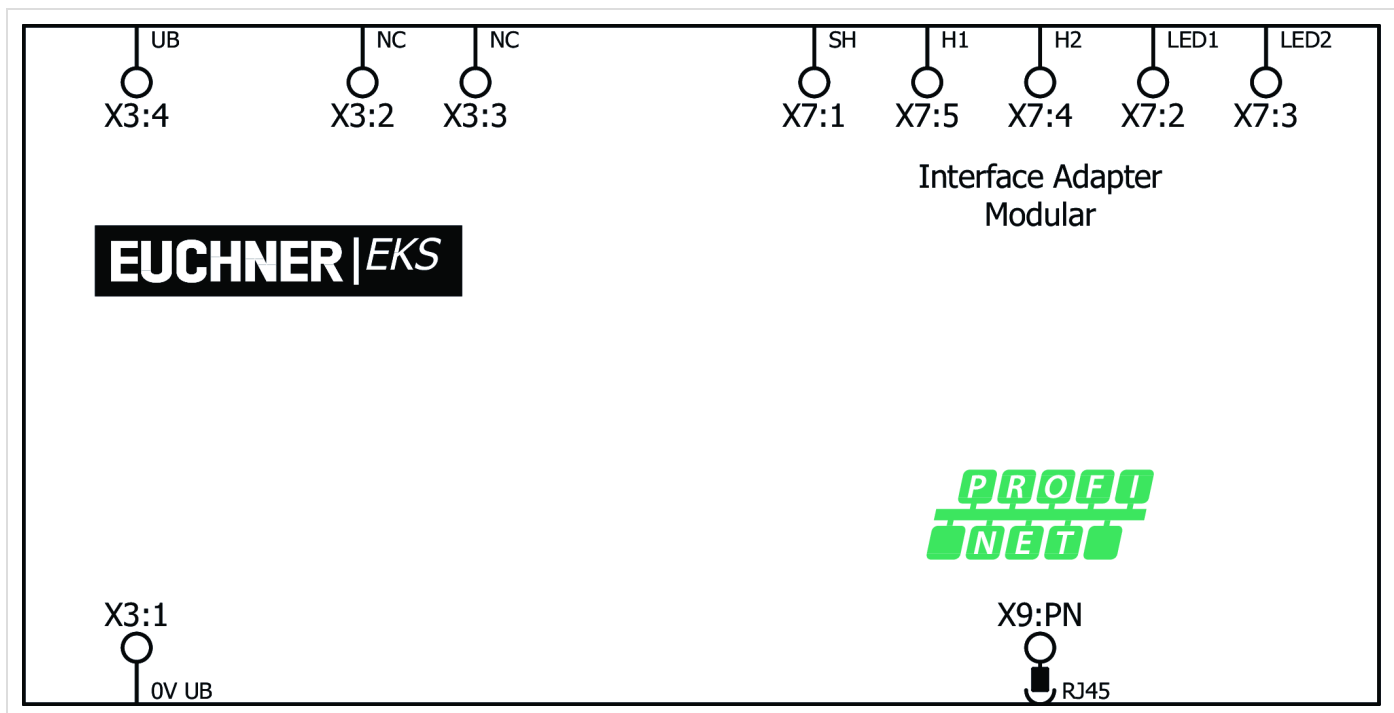 UB NC NC SH H1 H2 LED1 LED2
X3:4 X3:2 X3:3 X7:1 X7:5 X7:4 X7:2 X7:3
Interface Adapter
Modular
EUCHNER|EKS
PROFI
NET
X3:1 X9:PN
0V UB RJ45